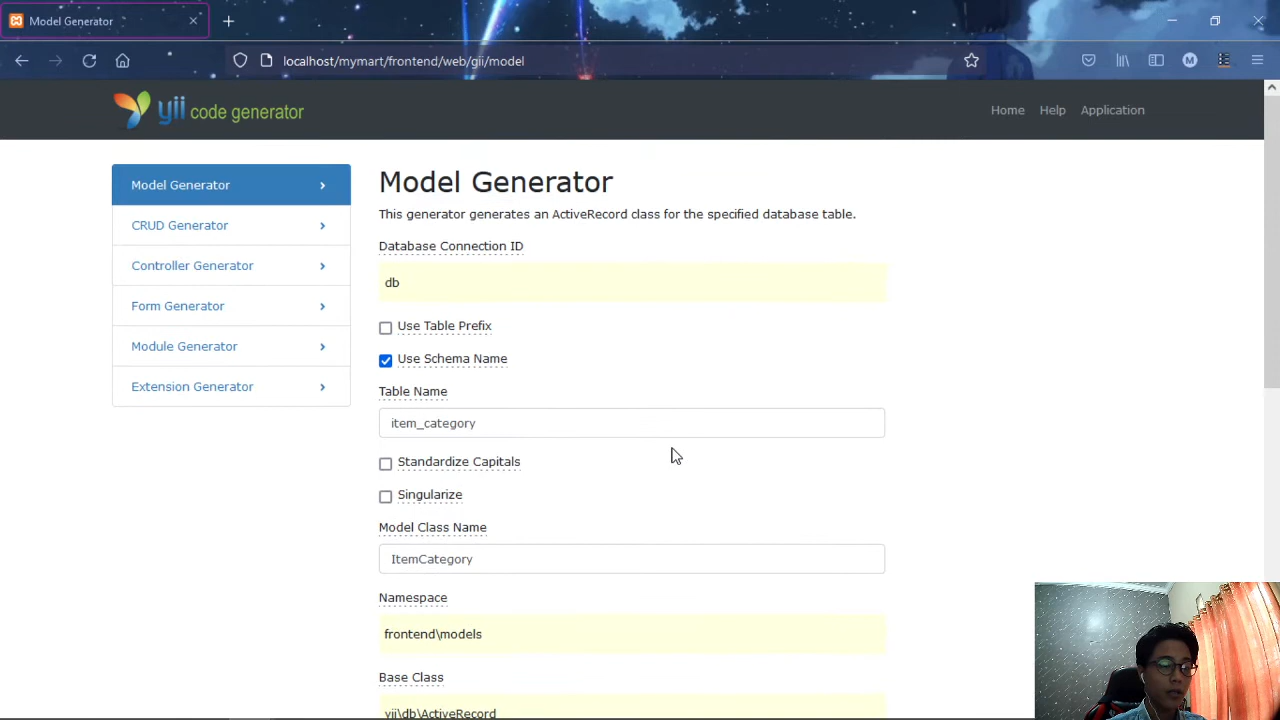 Model Generator
localhost/mymart/frontend/web/gii/model
M
yii code generator
Home Help Application
Model Generator
CRUD Generator
Controller Generator
Form Generator
Module Generator
Extension Generator
Model Generator
This generator generates an ActiveRecord class for the specified database table.
Database Connection ID
db
Use Table Prefix
Use Schema Name
Table Name
item_category
Standardize Capitals
Singularize
Model Class Name
ItemCategory
Namespace
frontend\models
Base Class
yii\db\ActiveRecord